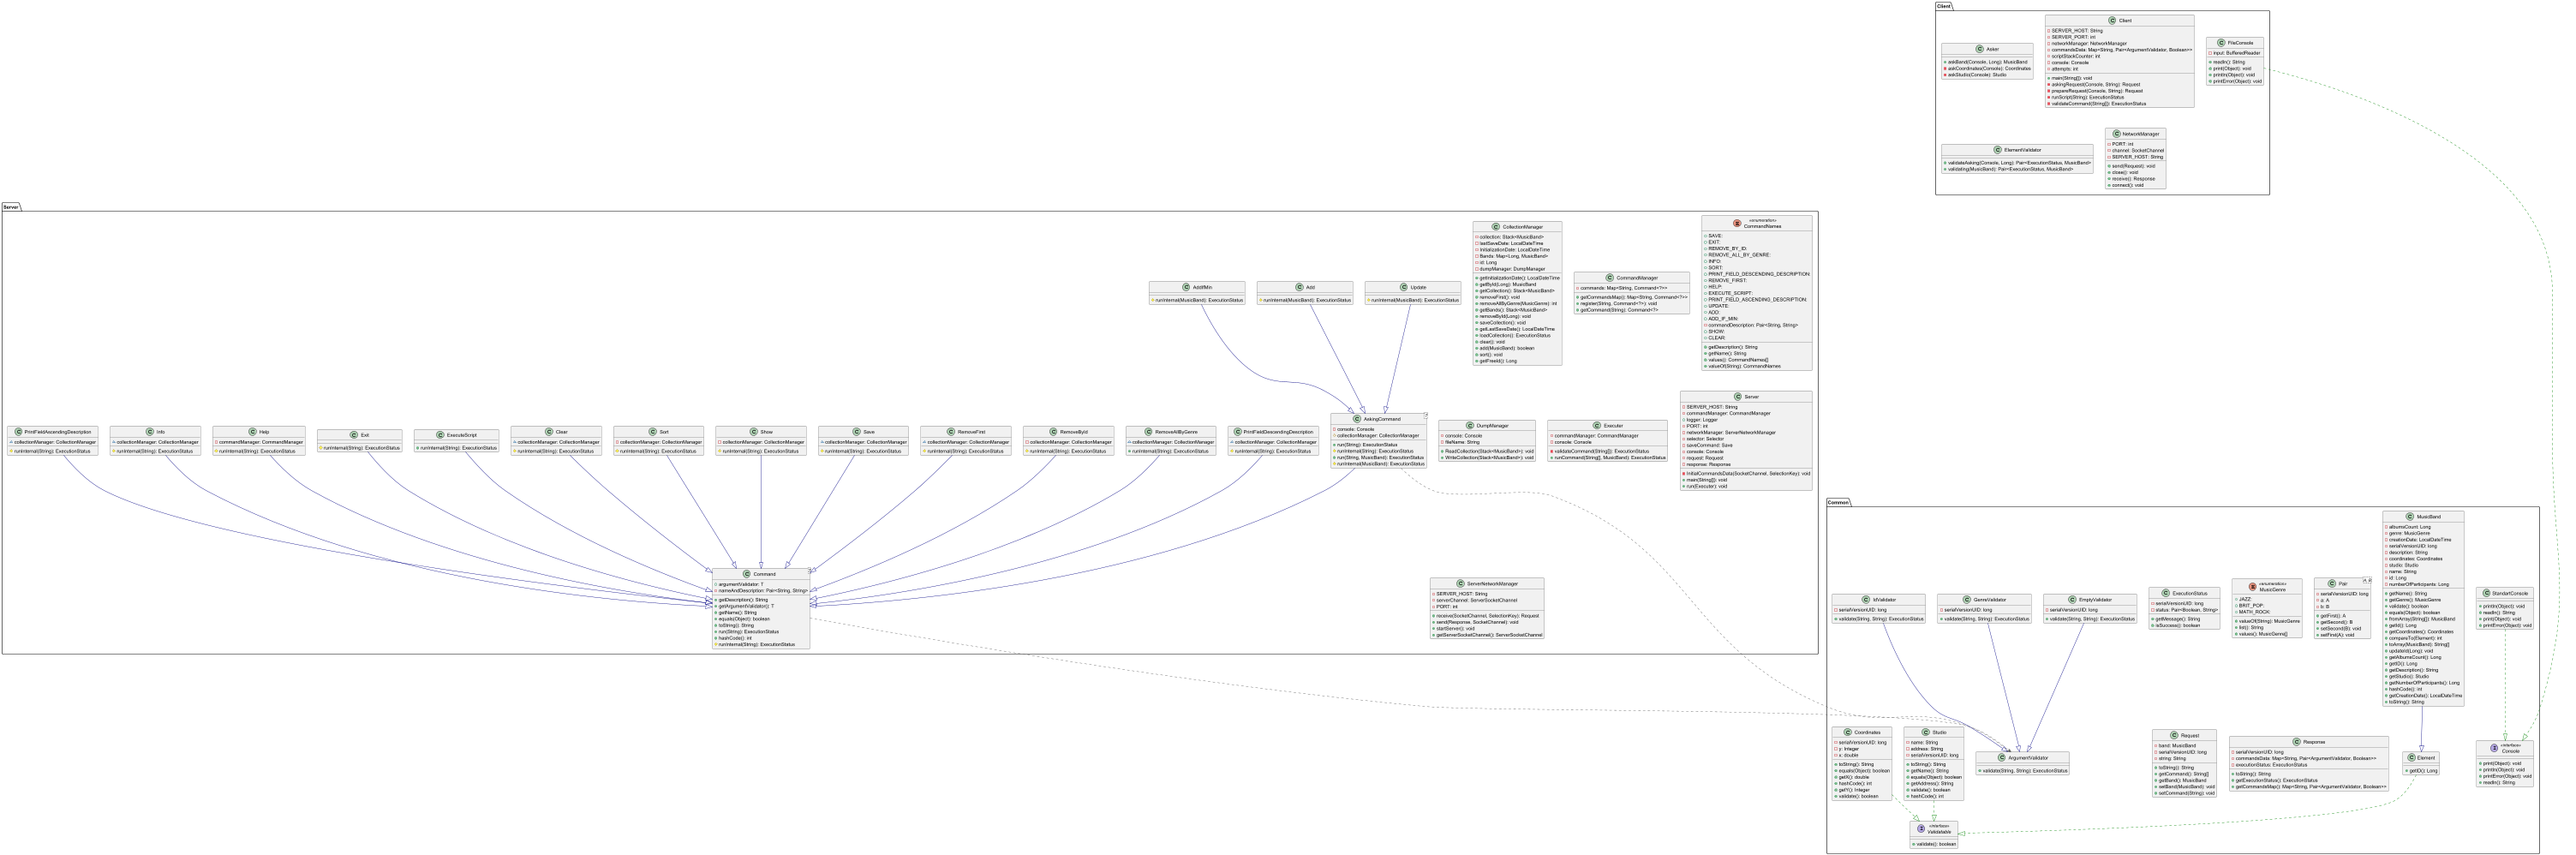 Client
Asker
askBand(Console, Long): MusicBand
askCoordinates(Console): Coordinates
askStudio(Console): Studio
Client
SERVER_HOST: String
SERVER_PORT: int
networkManager: NetworkManager
commandsData: Map<String, Pair<ArgumentValidator, Boolean>>
scriptStackCounter: int
console: Console
attempts: int
main(String[]): void
askingRequest(Console, String): Request
prepareRequest(Console, String): Request
runScript(String): ExecutionStatus
validateCommand(String[]): ExecutionStatus
FileConsole
input: BufferedReader
readln(): String
print(Object): void
println(Object): void
printError(Object): void
ElementValidator
validateAsking(Console, Long): Pair<ExecutionStatus, MusicBand>
validating(MusicBand): Pair<ExecutionStatus, MusicBand>
NetworkManager
PORT: int
channel: SocketChannel
SERVER_HOST: String
send(Request): void
close(): void
receive(): Response
connect(): void
Server
AddIfMin
runInternal(MusicBand): ExecutionStatus
Add
runInternal(MusicBand): ExecutionStatus
Update
runInternal(MusicBand): ExecutionStatus
CollectionManager
collection: Stack<MusicBand>
lastSaveDate: LocalDateTime
initializationDate: LocalDateTime
Bands: Map<Long, MusicBand>
id: Long
dumpManager: DumpManager
getInitializationDate(): LocalDateTime
getById(Long): MusicBand
getCollection(): Stack<MusicBand>
removeFirst(): void
removeAllByGenre(MusicGenre): int
getBands(): Stack<MusicBand>
removeById(Long): void
saveCollection(): void
getLastSaveDate(): LocalDateTime
loadCollection(): ExecutionStatus
clear(): void
add(MusicBand): boolean
sort(): void
getFreeId(): Long
CommandManager
commands: Map<String, Command<?>>
getCommandsMap(): Map<String, Command<?>>
register(String, Command<?>): void
getCommand(String): Command<?>
«enumeration»
CommandNames
SAVE:
EXIT:
REMOVE_BY_ID:
REMOVE_ALL_BY_GENRE:
INFO:
SORT:
PRINT_FIELD_DESCENDING_DESCRIPTION:
REMOVE_FIRST:
HELP:
EXECUTE_SCRIPT:
PRINT_FIELD_ASCENDING_DESCRIPTION:
UPDATE:
ADD:
ADD_IF_MIN:
commandDescription: Pair<String, String>
SHOW:
CLEAR:
getDescription(): String
getName(): String
values(): CommandNames[]
valueOf(String): CommandNames
PrintFieldAscendingDescription
collectionManager: CollectionManager
runInternal(String): ExecutionStatus
Info
collectionManager: CollectionManager
runInternal(String): ExecutionStatus
Help
commandManager: CommandManager
runInternal(String): ExecutionStatus
Exit
runInternal(String): ExecutionStatus
ExecuteScript
runInternal(String): ExecutionStatus
Clear
collectionManager: CollectionManager
runInternal(String): ExecutionStatus
Sort
collectionManager: CollectionManager
runInternal(String): ExecutionStatus
Show
collectionManager: CollectionManager
runInternal(String): ExecutionStatus
Save
collectionManager: CollectionManager
runInternal(String): ExecutionStatus
RemoveFirst
collectionManager: CollectionManager
runInternal(String): ExecutionStatus
RemoveById
collectionManager: CollectionManager
runInternal(String): ExecutionStatus
RemoveAllByGenre
collectionManager: CollectionManager
runInternal(String): ExecutionStatus
PrintFieldDescendingDescription
collectionManager: CollectionManager
runInternal(String): ExecutionStatus
AskingCommand
console: Console
collectionManager: CollectionManager
run(String): ExecutionStatus
runInternal(String): ExecutionStatus
run(String, MusicBand): ExecutionStatus
runInternal(MusicBand): ExecutionStatus
DumpManager
console: Console
fileName: String
ReadCollection(Stack<MusicBand>): void
WriteCollection(Stack<MusicBand>): void
Executer
commandManager: CommandManager
console: Console
validateCommand(String[]): ExecutionStatus
runCommand(String[], MusicBand): ExecutionStatus
Server
SERVER_HOST: String
commandManager: CommandManager
logger: Logger
PORT: int
networkManager: ServerNetworkManager
selector: Selector
saveCommand: Save
console: Console
request: Request
response: Response
InitialCommandsData(SocketChannel, SelectionKey): void
main(String[]): void
run(Executer): void
Command
argumentValidator: T
nameAndDescription: Pair<String, String>
getDescription(): String
getArgumentValidator(): T
getName(): String
equals(Object): boolean
toString(): String
run(String): ExecutionStatus
hashCode(): int
runInternal(String): ExecutionStatus
ServerNetworkManager
SERVER_HOST: String
serverChannel: ServerSocketChannel
PORT: int
receive(SocketChannel, SelectionKey): Request
send(Response, SocketChannel): void
startServer(): void
getServerSocketChannel(): ServerSocketChannel
Common
IdValidator
serialVersionUID: long
validate(String, String): ExecutionStatus
GenreValidator
serialVersionUID: long
validate(String, String): ExecutionStatus
EmptyValidator
serialVersionUID: long
validate(String, String): ExecutionStatus
ExecutionStatus
serialVersionUID: long
status: Pair<Boolean, String>
getMessage(): String
isSuccess(): boolean
«enumeration»
MusicGenre
JAZZ:
BRIT_POP:
MATH_ROCK:
valueOf(String): MusicGenre
list(): String
values(): MusicGenre[]
Pair
A, B
serialVersionUID: long
a: A
b: B
getFirst(): A
getSecond(): B
setSecond(B): void
setFirst(A): void
MusicBand
albumsCount: Long
genre: MusicGenre
creationDate: LocalDateTime
serialVersionUID: long
description: String
coordinates: Coordinates
studio: Studio
name: String
id: Long
numberOfParticipants: Long
getName(): String
getGenre(): MusicGenre
validate(): boolean
equals(Object): boolean
fromArray(String[]): MusicBand
getId(): Long
getCoordinates(): Coordinates
compareTo(Element): int
toArray(MusicBand): String[]
updateId(Long): void
getAlbumsCount(): Long
getID(): Long
getDescription(): String
getStudio(): Studio
getNumberOfParticipants(): Long
hashCode(): int
getCreationDate(): LocalDateTime
toString(): String
StandartConsole
println(Object): void
readln(): String
print(Object): void
printError(Object): void
Coordinates
serialVersionUID: long
y: Integer
x: double
toString(): String
equals(Object): boolean
getX(): double
hashCode(): int
getY(): Integer
validate(): boolean
Studio
name: String
address: String
serialVersionUID: long
toString(): String
getName(): String
equals(Object): boolean
getAddress(): String
validate(): boolean
hashCode(): int
ArgumentValidator
validate(String, String): ExecutionStatus
Request
band: MusicBand
serialVersionUID: long
string: String
toString(): String
getCommand(): String[]
getBand(): MusicBand
setBand(MusicBand): void
setCommand(String): void
Response
serialVersionUID: long
commandsData: Map<String, Pair<ArgumentValidator, Boolean>>
executionStatus: ExecutionStatus
toString(): String
getExecutionStatus(): ExecutionStatus
getCommandsMap(): Map<String, Pair<ArgumentValidator, Boolean>>
Element
getID(): Long
«interface»
Console
print(Object): void
println(Object): void
printError(Object): void
readln(): String
«interface»
Validatable
validate(): boolean